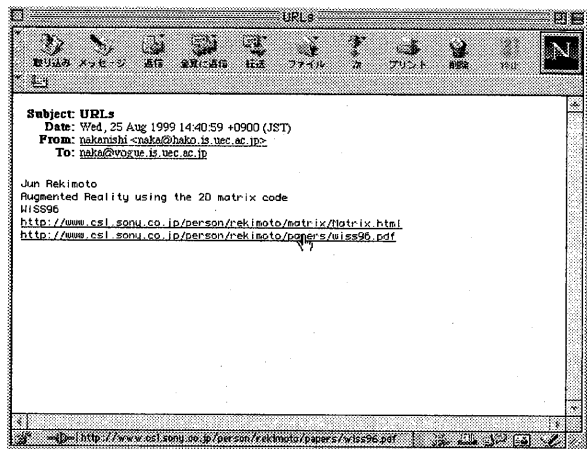 URLs
N
取り込み メッセージ 返信 全員に返信 転送 ファイル 次 プリント 削除 停止
Subject: URLs
Date: Wed, 25 Aug 1999 14:40:59 +0900 (JST)
From: nakanishi <naka@hako.is.uec.ac.jp>
To: naka@vogue.is.uec.ac.jp
Jun Rekimoto
Augmented Reality using the 2D matrix code
WISS96
http://www.csl.sony.co.jp/person/rekimoto/matrix/Matrix.html
http://www.csl.sony.co.jp/person/rekimoto/papers/wiss96.pdf
http://www.csl.sony.co.jp/person/rekimoto/papers/wiss96.pdf